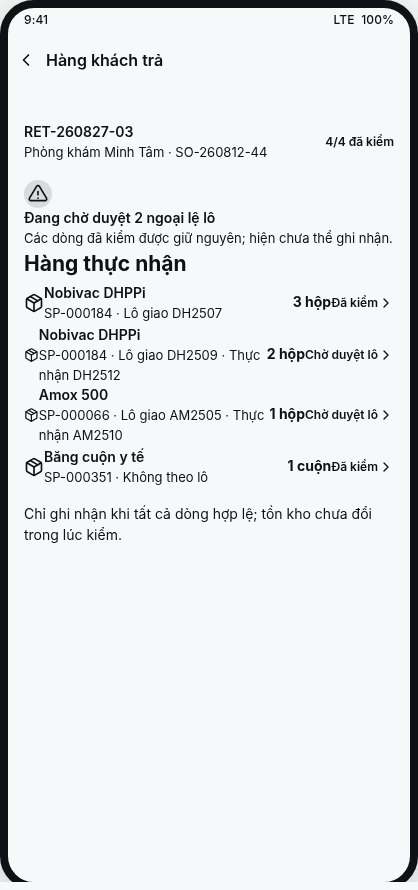 9:41 LTE 100%
Hàng khách trả
RET-260827-03
Phòng khám Minh Tâm · SO-260812-44
4/4 đã kiểm
Đang chờ duyệt 2 ngoại lệ lô
Các dòng đã kiểm được giữ nguyên; hiện chưa thể ghi nhận.
Hàng thực nhận
Nobivac DHPPi
SP-000184 · Lô giao DH2507
3 hộp Đã kiểm
Nobivac DHPPi
SP-000184 · Lô giao DH2509 · Thực
nhận DH2512
2 hộp Chờ duyệt lô
Amox 500
SP-000066 · Lô giao AM2505 · Thực
nhận AM2510
1 hộp Chờ duyệt lô
Băng cuộn y tế
SP-000351 · Không theo lô
1 cuộn Đã kiểm
Chỉ ghi nhận khi tất cả dòng hợp lệ; tồn kho chưa đổi
trong lúc kiểm.